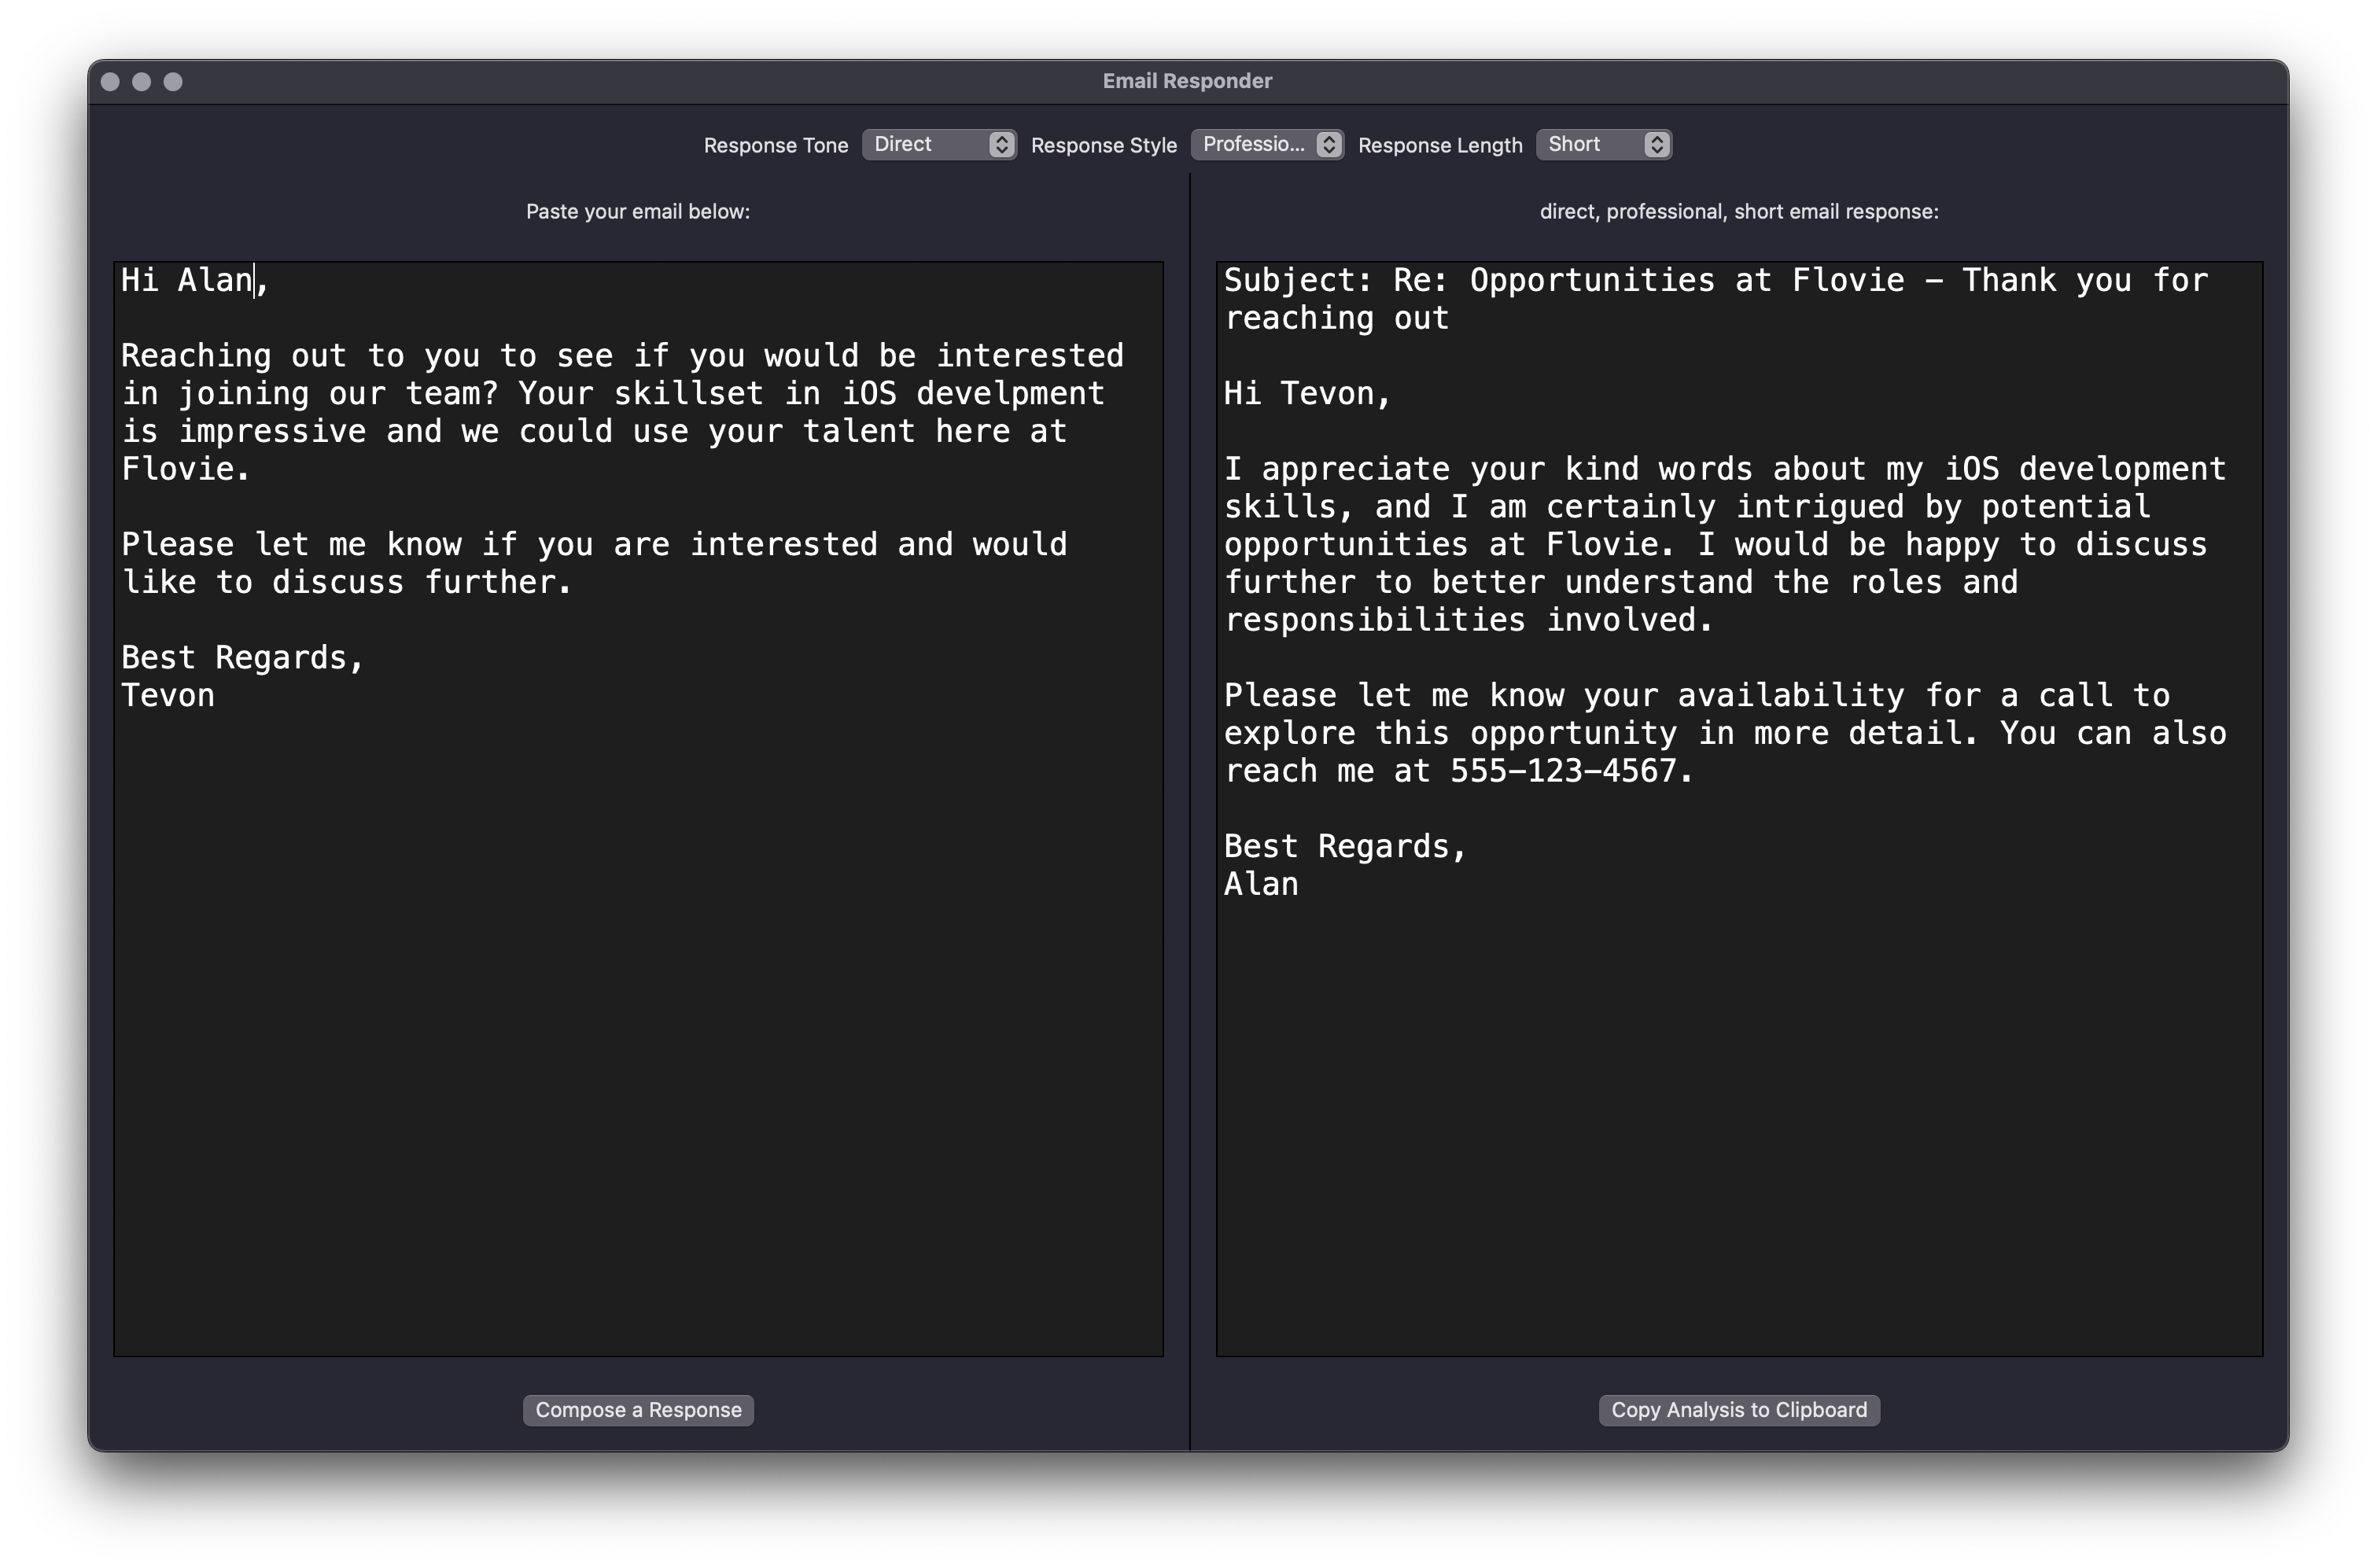 Email Responder
Response Tone Direct Response Style Professio... Response Length Short
Paste your email below:
Hi Alan,
Reaching out to you to see if you would be interested
in joining our team? Your skillset in iOS develpment
is impressive and we could use your talent here at
Flovie.
Please let me know if you are interested and would
like to discuss further.
Best Regards,
Tevon
Compose a Response
direct, professional, short email response:
Subject: Re: Opportunities at Flovie - Thank you for
reaching out
Hi Tevon,
I appreciate your kind words about my iOS development
skills, and I am certainly intrigued by potential
opportunities at Flovie. I would be happy to discuss
further to better understand the roles and
responsibilities involved.
Please let me know your availability for a call to
explore this opportunity in more detail. You can also
reach me at 555-123-4567.
Best Regards,
Alan
Copy Analysis to Clipboard